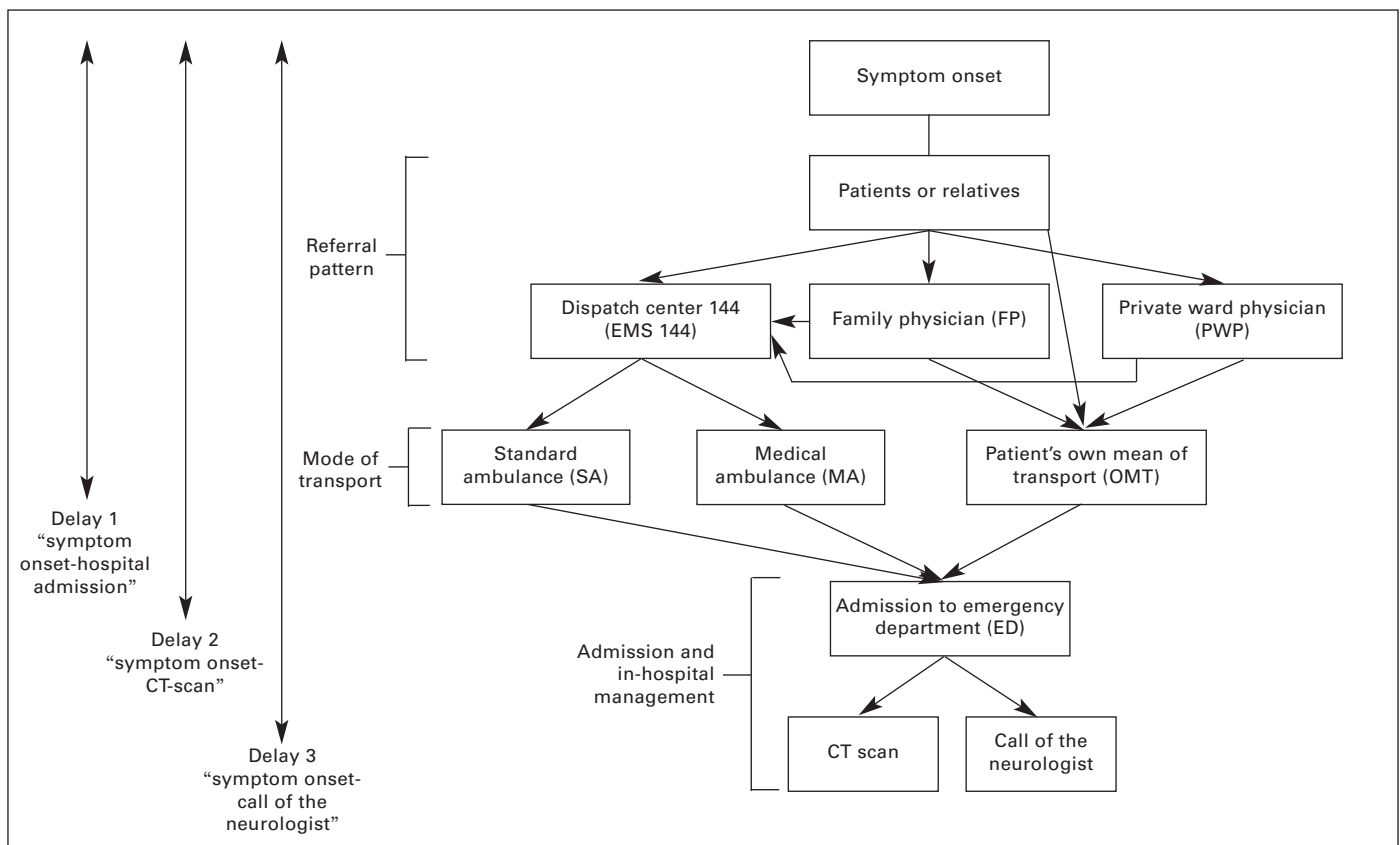 Symptom onset
Patients or relatives
Referral
pattern
Dispatch center 144
(EMS 144)
Family physician (FP)
Private ward physician
(PWP)
Mode of
transport
Standard
ambulance (SA)
Medical
ambulance (MA)
Patient's own mean of
transport (OMT)
Delay 1
“symptom
onset-hospital
admission”
Admission to emergency
department (ED)
Delay 2
“symptom onset-
CT-scan”
Admission and
in-hospital
management
CT scan
Call of the
neurologist
Delay 3
“symptom onset-
call of the
neurologist”